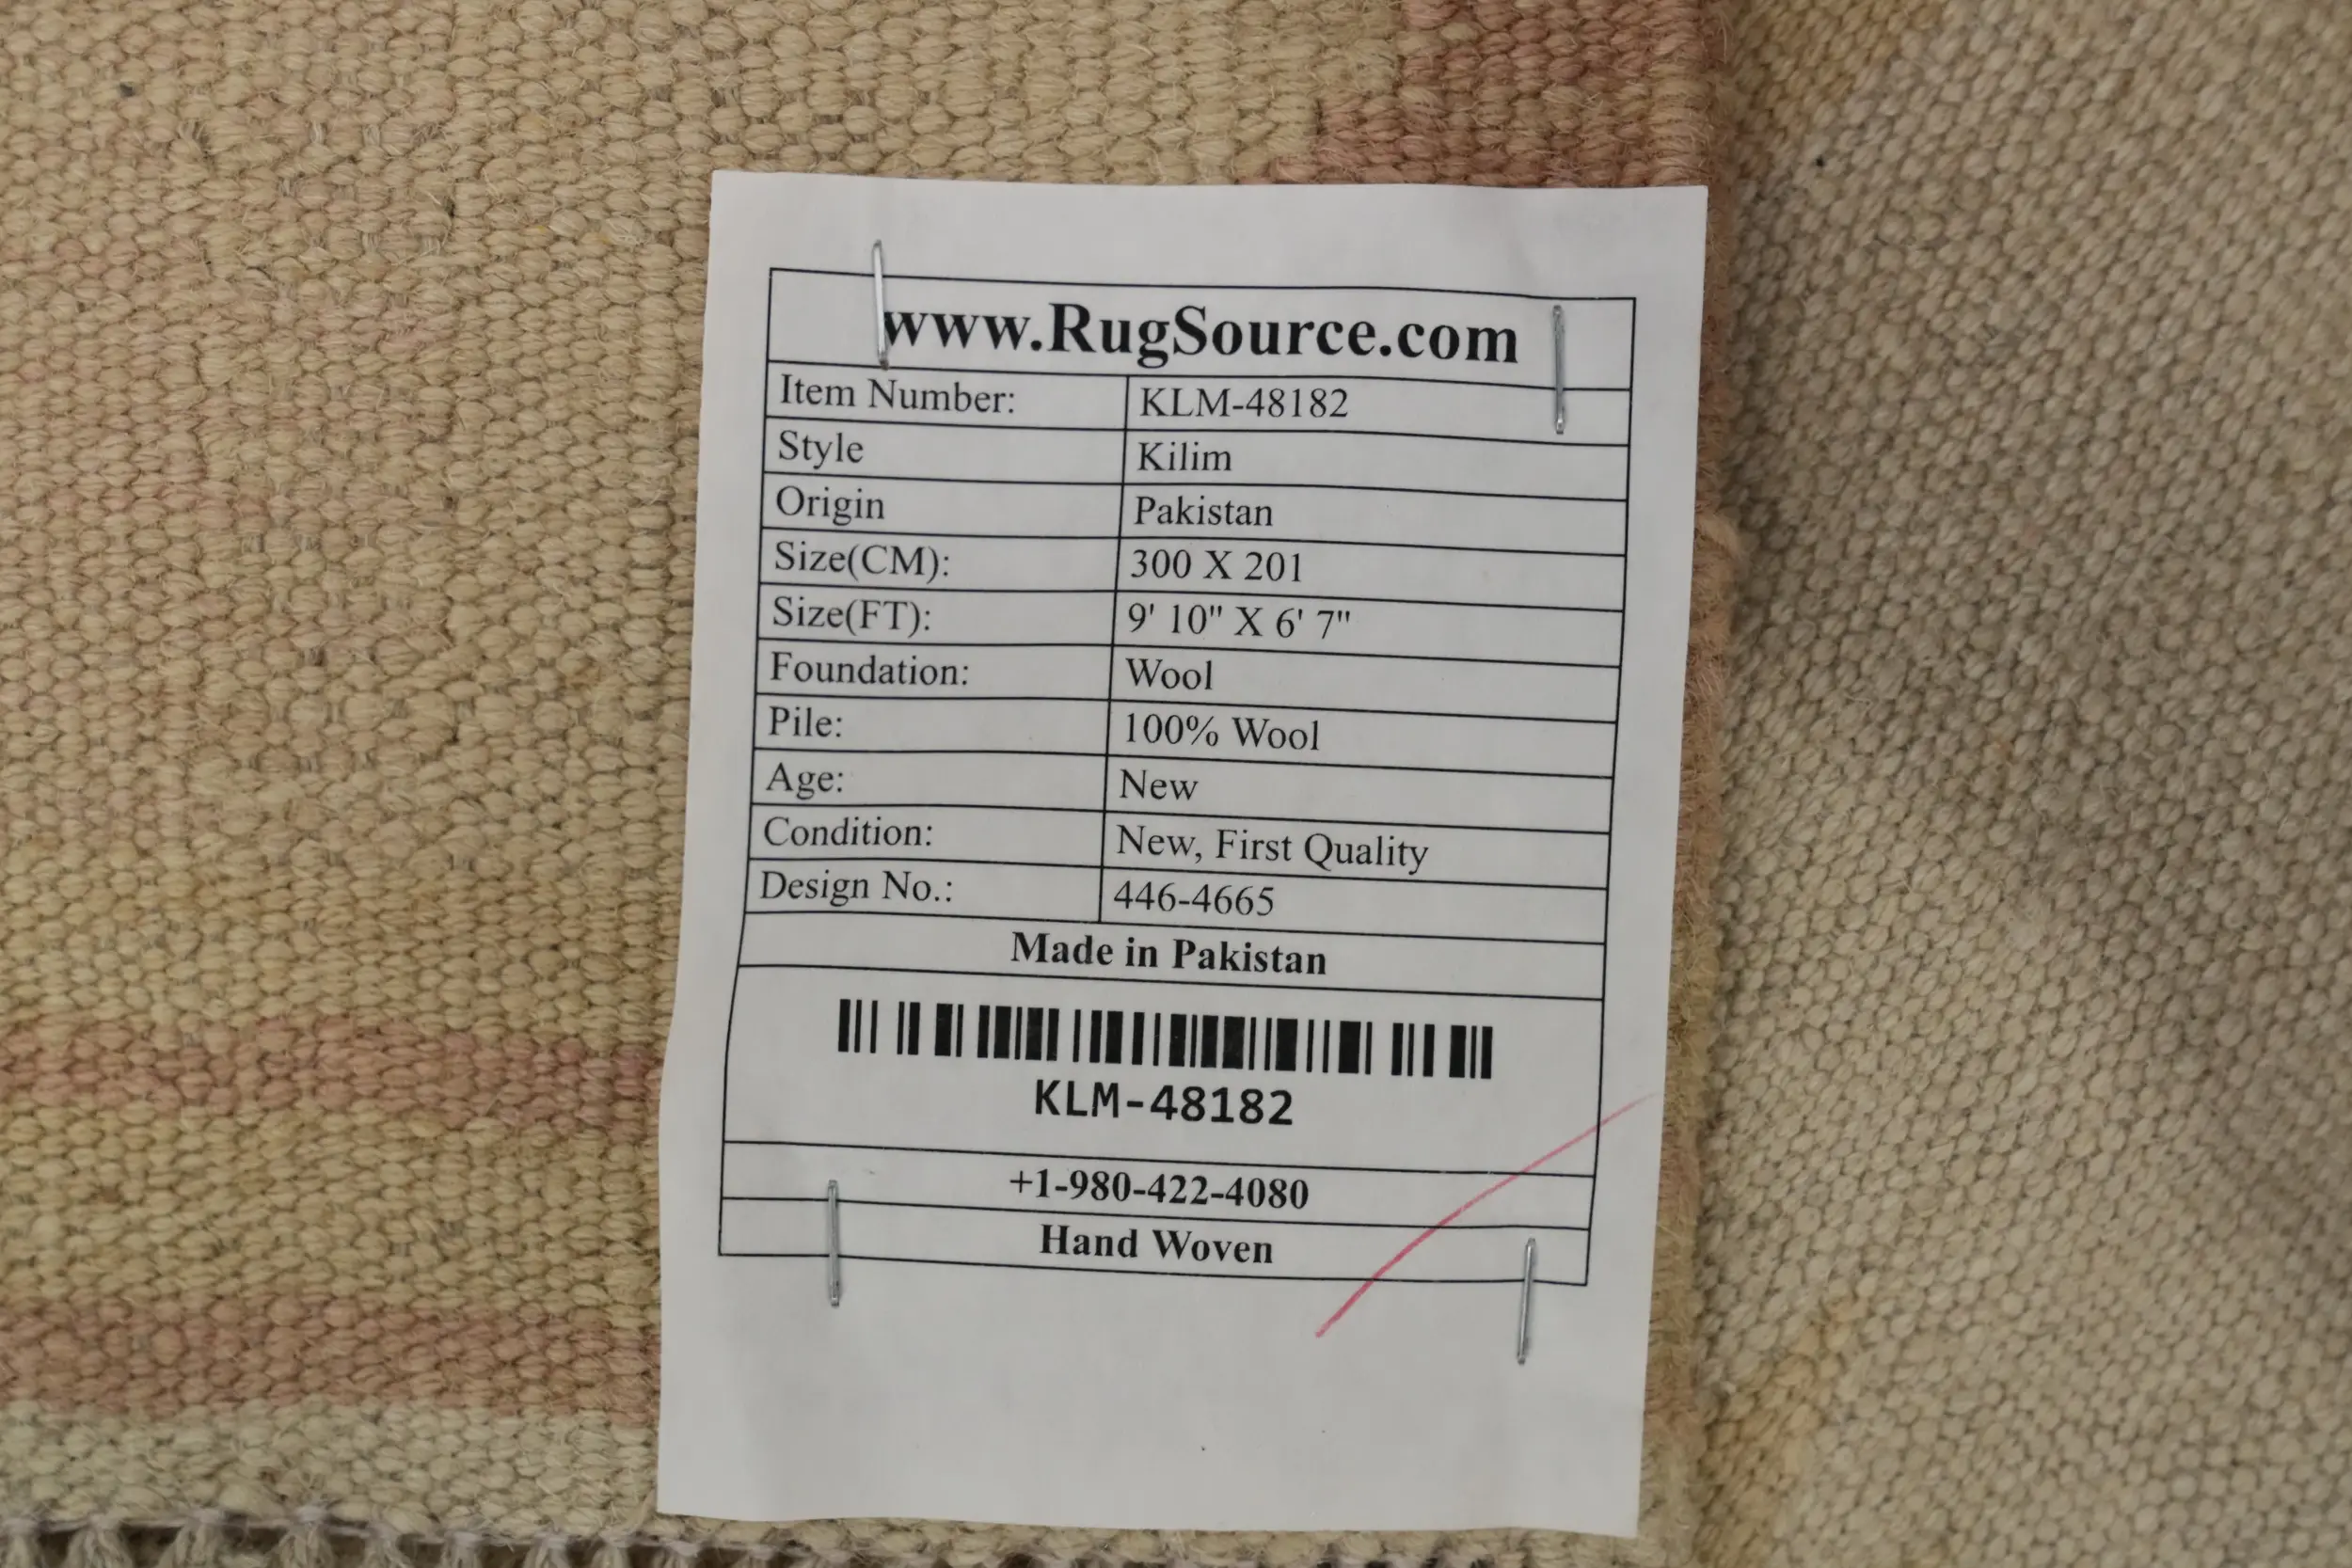 www.RugSource.com
Item Number: KLM-48182
Style Kilim
Origin Pakistan
Size(CM): 300 X 201
Size(FT): 9' 10" X 6' 7"
Foundation: Wool
Pile: 100% Wool
Age: New
Condition: New, First Quality
Design No.: 446-4665
Made in Pakistan
KLM-48182
+1-980-422-4080
Hand Woven